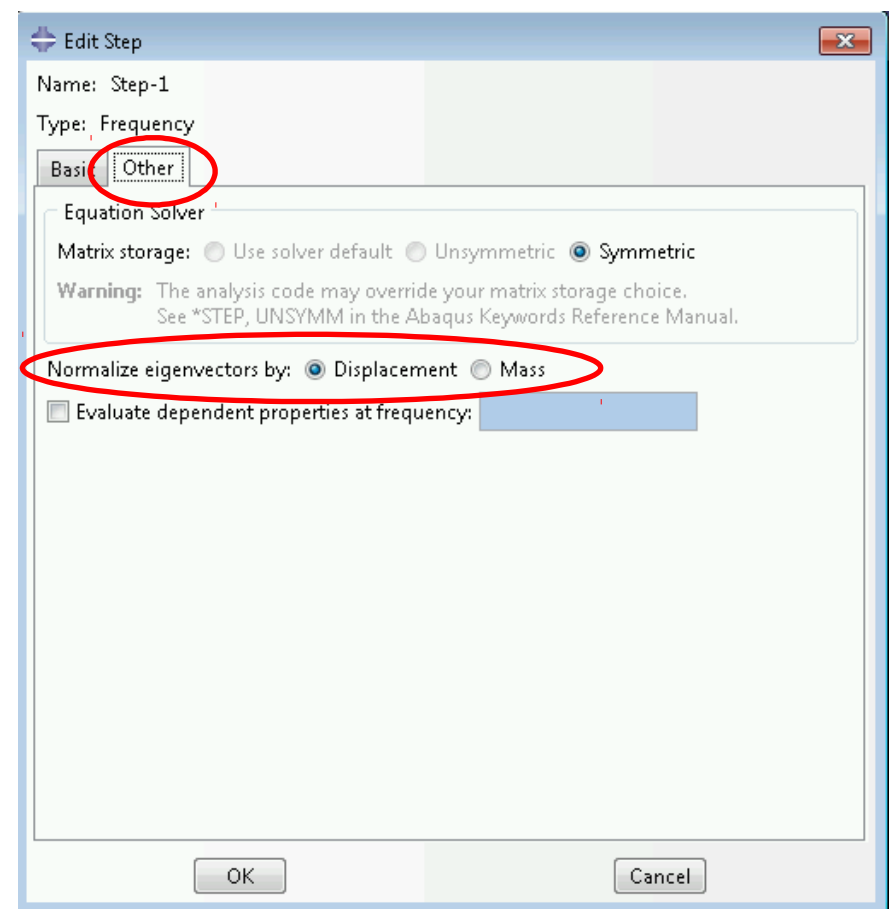 Edit Step
Name: Step-1
Type: Frequency
Basic Other
Equation Solver
Matrix storage: Use solver default Unsymmetric Symmetric
Warning: The analysis code may override your matrix storage choice.
See *STEP, UNSYMM in the Abaqus Keywords Reference Manual.
Normalize eigenvectors by: Displacement Mass
Evaluate dependent properties at frequency:
OK Cancel